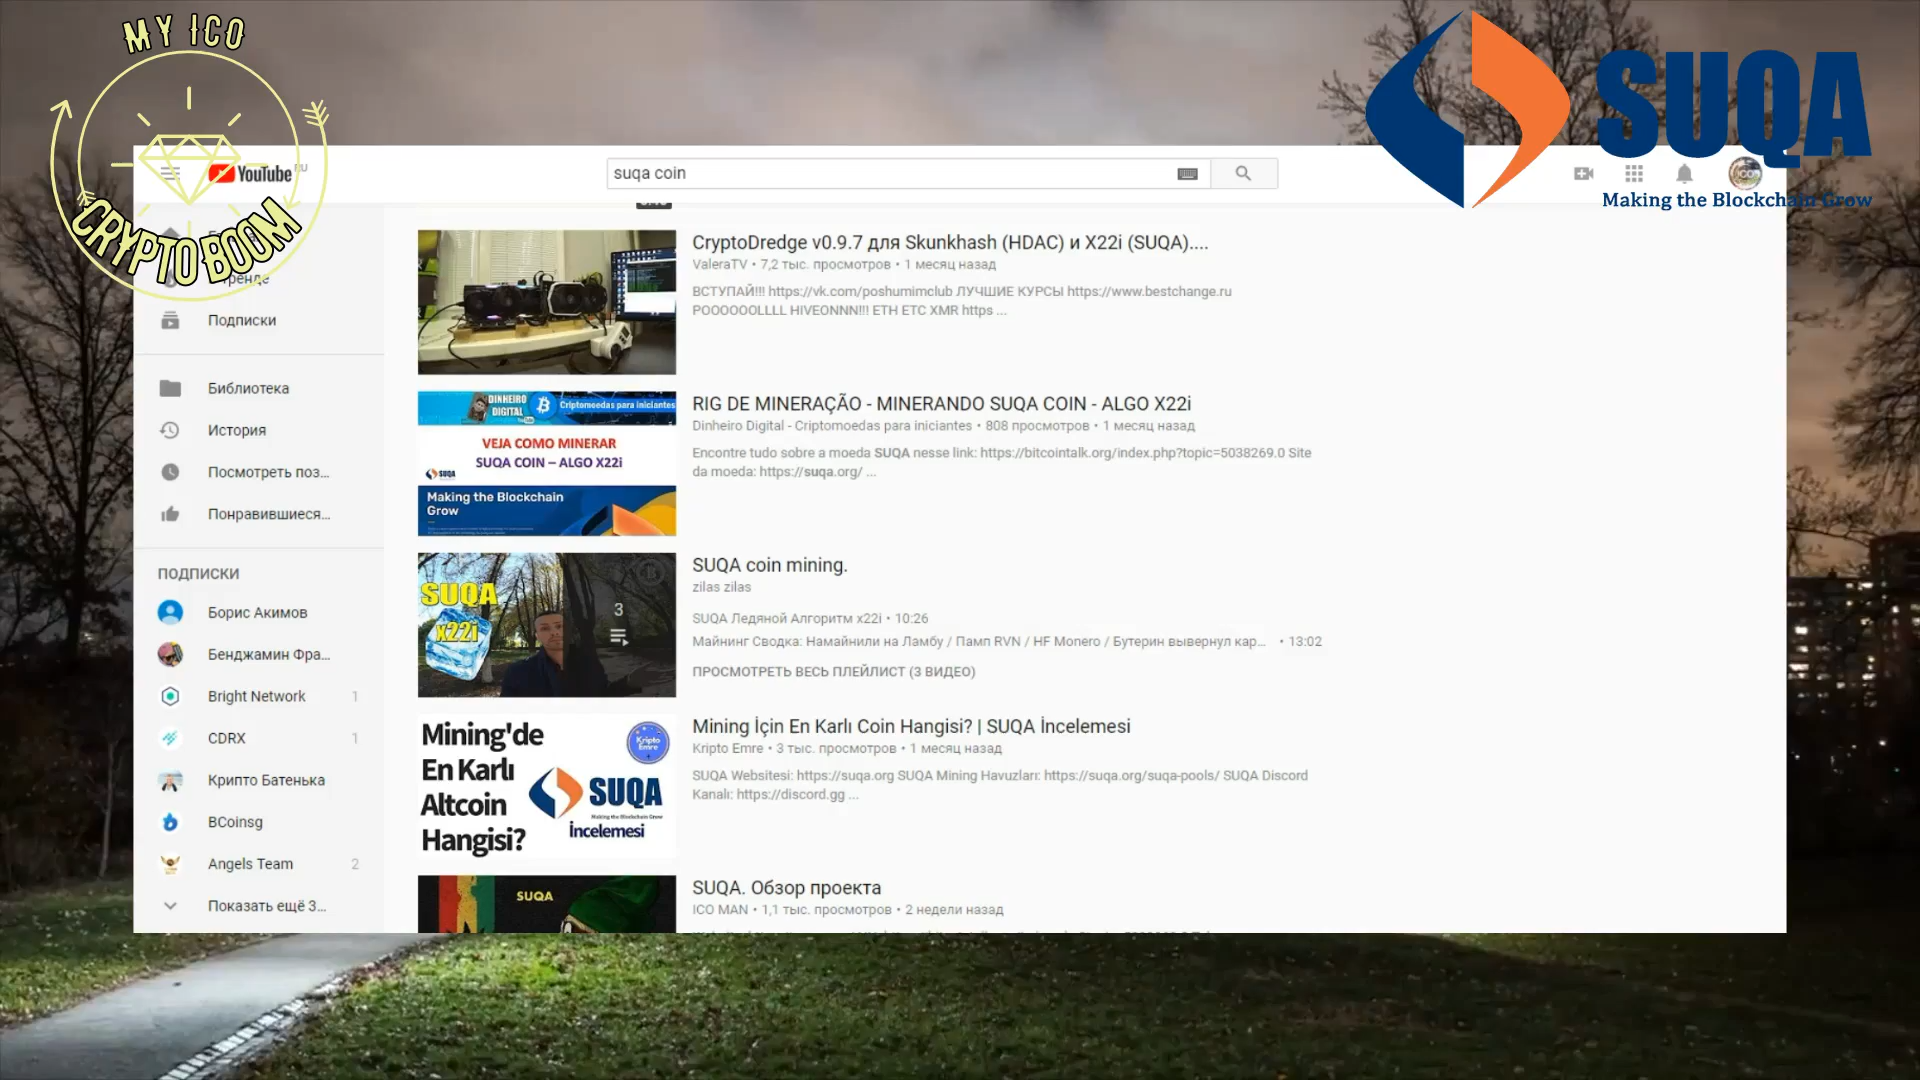 MY ICO
CRYPTO BOOM
SUQA
Making the Blockchain Grow
YouTube RU
suqa coin
Тренде
Подписки
Библиотека
История
Посмотреть поз...
Понравившиеся...
ПОДПИСКИ
Борис Акимов
Бенджамин Фра...
Bright Network 1
CDRX 1
Крипто Батенька
BCoinsg
Angels Team 2
Показать ещё 3...
CryptoDredge v0.9.7 для Skunkhash (HDAC) и X22i (SUQA)....
ValeraTV • 7,2 тыс. просмотров • 1 месяц назад
ВСТУПАЙ!!! https://vk.com/poshumimclub ЛУЧШИЕ КУРСЫ https://www.bestchange.ru
POOOOOOLLLL HIVEONNN!!! ETH ETC XMR https ...
DINHEIRO
DIGITAL
Criptomoedas para iniciantes
VEJA COMO MINERAR
SUQA COIN – ALGO X22i
SUQA
Making the Blockchain
Grow
RIG DE MINERAÇÃO - MINERANDO SUQA COIN - ALGO X22i
Dinheiro Digital - Criptomoedas para iniciantes • 808 просмотров • 1 месяц назад
Encontre tudo sobre a moeda SUQA nesse link: https://bitcointalk.org/index.php?topic=5038269.0 Site
da moeda: https://suqa.org/ ...
SUQA
x22i
3
SUQA coin mining.
zilas zilas
SUQA Ледяной Алгоритм x22i • 10:26
Майнинг Сводка: Намайнили на Ламбу / Памп RVN / HF Monero / Бутерин вывернул кар... • 13:02
ПРОСМОТРЕТЬ ВЕСЬ ПЛЕЙЛИСТ (3 ВИДЕО)
Mining'de
En Karlı
Altcoin
Hangisi?
Kripto
Emre
SUQA
Making the Blockchain Grow
İncelemesi
Mining İçin En Karlı Coin Hangisi? | SUQA İncelemesi
Kripto Emre • 3 тыс. просмотров • 1 месяц назад
SUQA Websitesi: https://suqa.org SUQA Mining Havuzları: https://suqa.org/suqa-pools/ SUQA Discord
Kanalı: https://discord.gg ...
SUQA
SUQA. Обзор проекта
ICO MAN • 1,1 тыс. просмотров • 2 недели назад